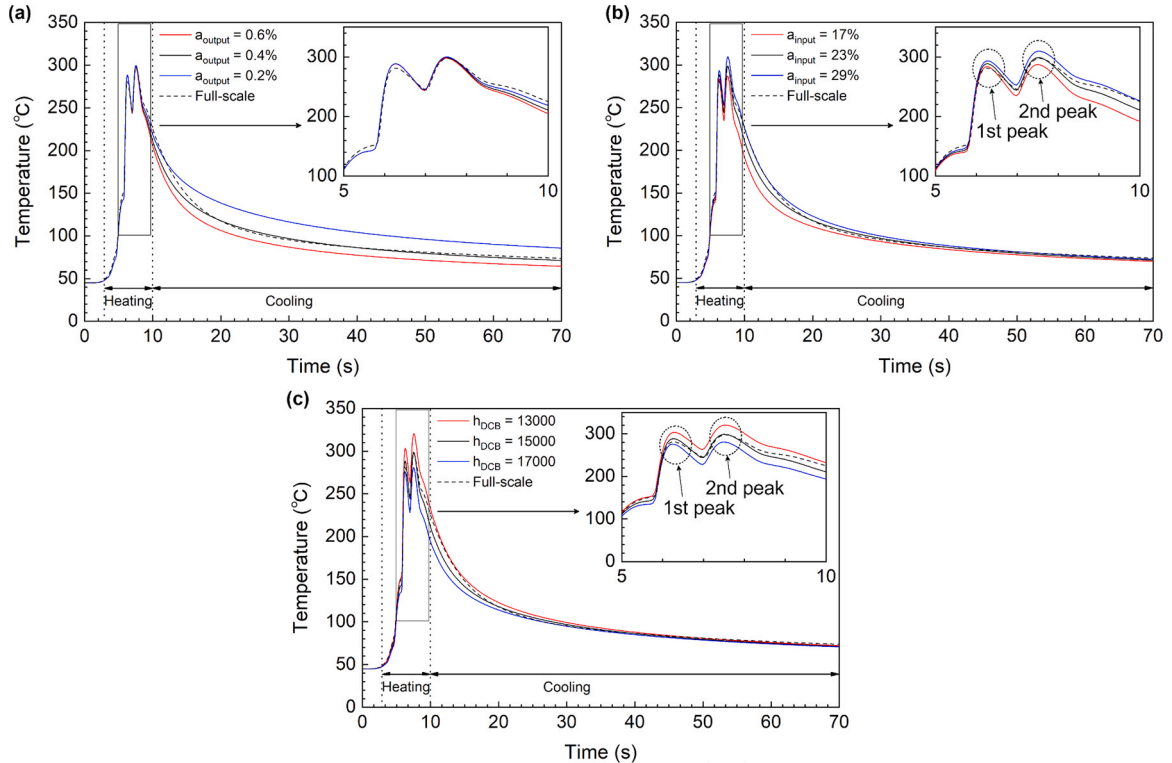 (a)
350
300
250
200
150
100
50
0
Temperature (℃)
a_output = 0.6%
a_output = 0.4%
a_output = 0.2%
Full-scale
300
200
100
5
10
Heating
Cooling
0
10
20
30
40
50
60
70
Time (s)
(b)
350
300
250
200
150
100
50
0
Temperature (℃)
a_input = 17%
a_input = 23%
a_input = 29%
Full-scale
300
200
100
5
10
1st peak
2nd peak
Heating
Cooling
0
10
20
30
40
50
60
70
Time (s)
(c)
350
300
250
200
150
100
50
0
Temperature (℃)
h_DCB = 13000
h_DCB = 15000
h_DCB = 17000
Full-scale
300
200
100
0
5
10
1st peak
2nd peak
Heating
Cooling
0
10
20
30
40
50
60
70
Time (s)